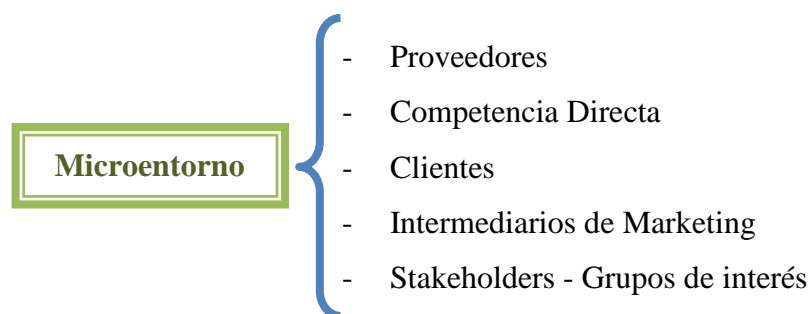 Microentorno
- Proveedores
- Competencia Directa
- Clientes
- Intermediarios de Marketing
- Stakeholders - Grupos de interés